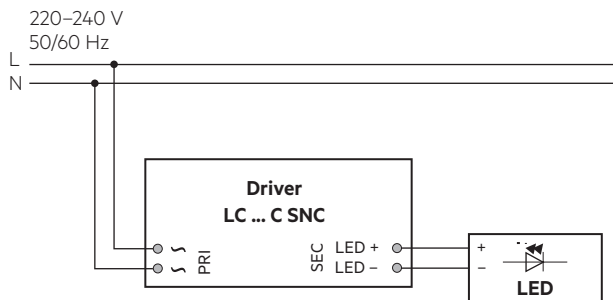 220–240 V
50/60 Hz
L
N
Driver
LC ... C SNC
~ PRI SEC LED + +
~ LED – –
LED